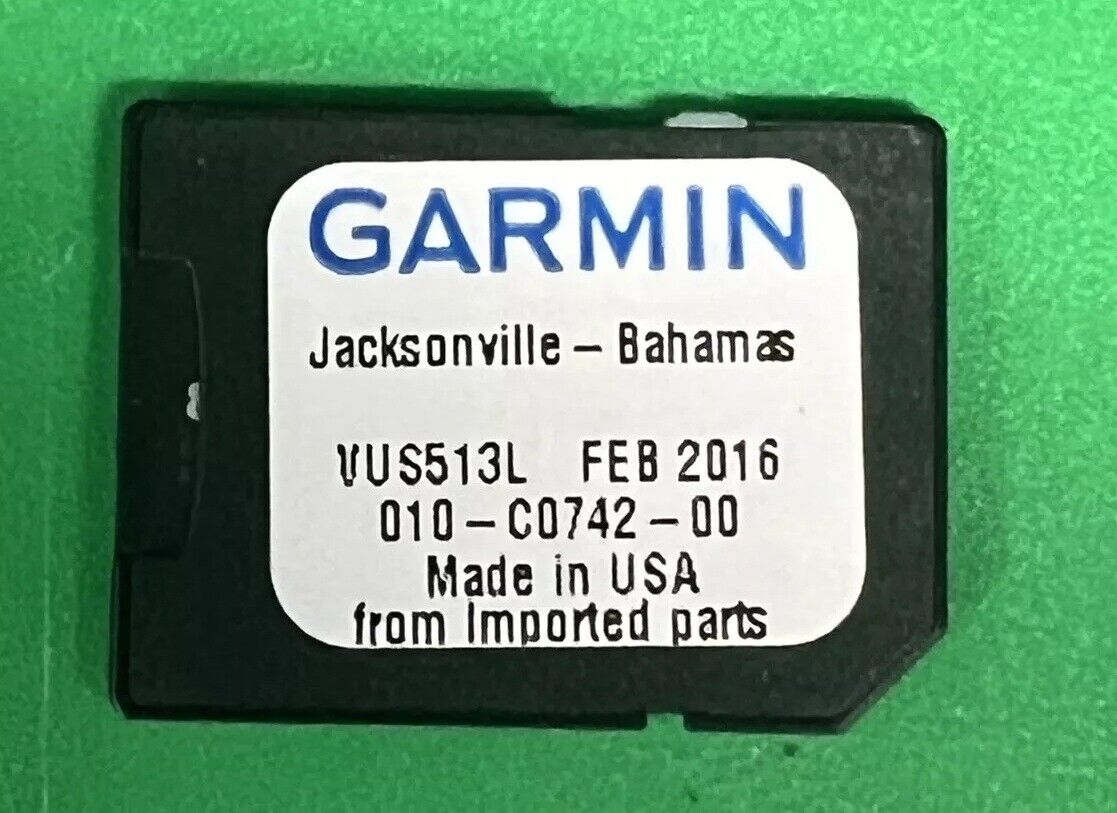 GARMIN
Jacksonville – Bahamas
VUS513L FEB 2016
010-C0742-00
Made in USA
from Imported parts